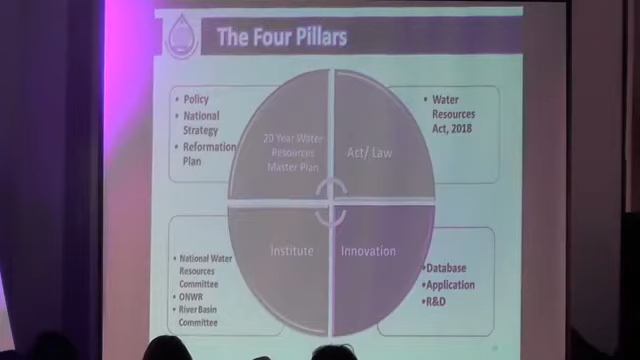 The Four Pillars
• Policy
• National
Strategy
• Reformation
Plan
20 Year Water
Resources
Master Plan
Act/ Law
• Water
Resources
Act, 2018
Institute
Innovation
• National Water
Resources
Committee
• ONWR
• River Basin
Committee
•Database
•Application
•R&D